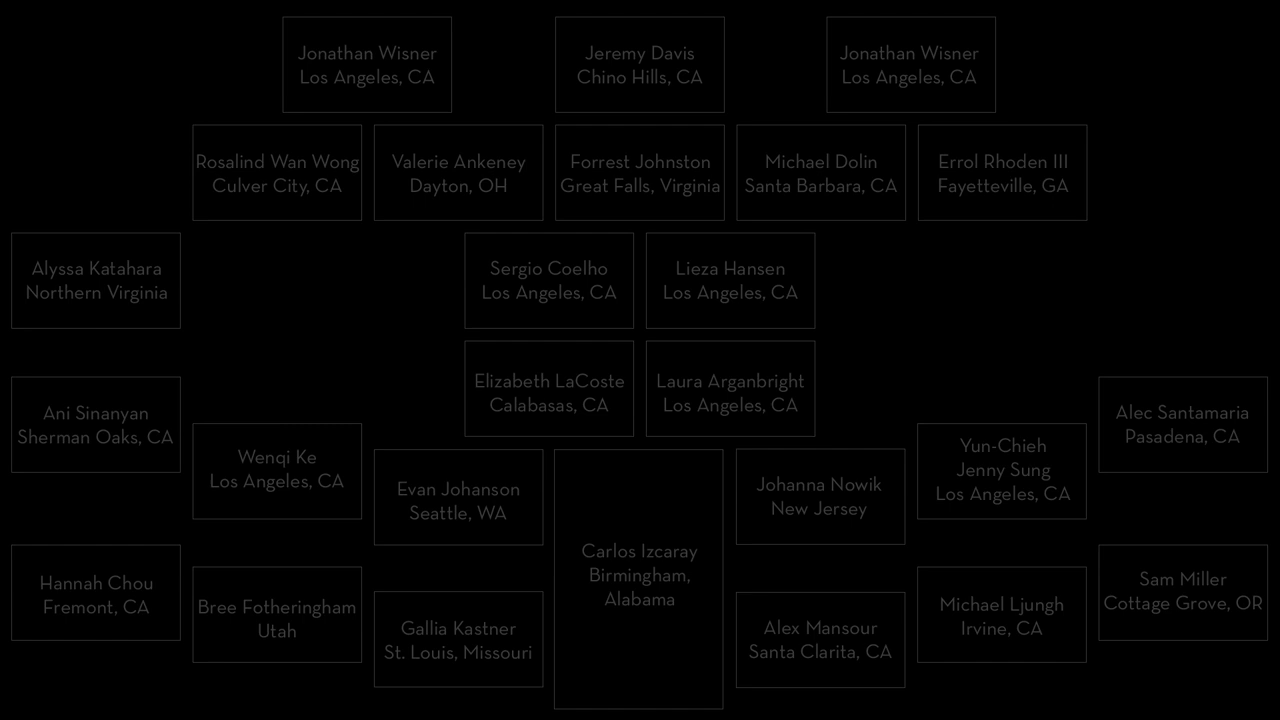 Jonathan Wisner
Los Angeles, CA
Jeremy Davis
Chino Hills, CA
Jonathan Wisner
Los Angeles, CA
Rosalind Wan Wong
Culver City, CA
Valerie Ankeney
Dayton, OH
Forrest Johnston
Great Falls, Virginia
Michael Dolin
Santa Barbara, CA
Errol Rhoden III
Fayetteville, GA
Alyssa Katahara
Northern Virginia
Sergio Coelho
Los Angeles, CA
Lieza Hansen
Los Angeles, CA
Elizabeth LaCoste
Calabasas, CA
Laura Arganbright
Los Angeles, CA
Ani Sinanyan
Sherman Oaks, CA
Alec Santamaria
Pasadena, CA
Wenqi Ke
Los Angeles, CA
Yun-Chieh
Jenny Sung
Los Angeles, CA
Evan Johanson
Seattle, WA
Johanna Nowik
New Jersey
Carlos Izcaray
Birmingham,
Alabama
Hannah Chou
Fremont, CA
Sam Miller
Cottage Grove, OR
Bree Fotheringham
Utah
Michael Ljungh
Irvine, CA
Gallia Kastner
St. Louis, Missouri
Alex Mansour
Santa Clarita, CA